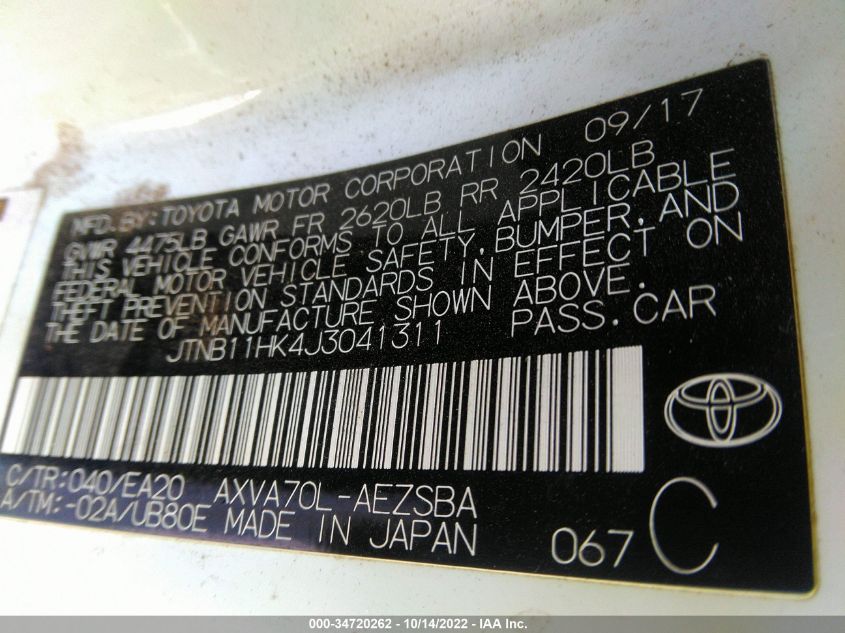 MFD. BY: TOYOTA MOTOR CORPORATION 09/17
GVWR 4475LB GAWR FR 2620LB RR 2420LB
THIS VEHICLE CONFORMS TO ALL APPLICABLE
FEDERAL MOTOR VEHICLE SAFETY, BUMPER, AND
THEFT PREVENTION STANDARDS IN EFFECT ON
THE DATE OF MANUFACTURE SHOWN ABOVE.
JTNB11HK4J3041311 PASS. CAR
C/TR:040/EA20 AXVA70L-AEZSBA
A/TM:-02A/UB80E MADE IN JAPAN 067 C
000-34720262 - 10/14/2022 - IAA Inc.